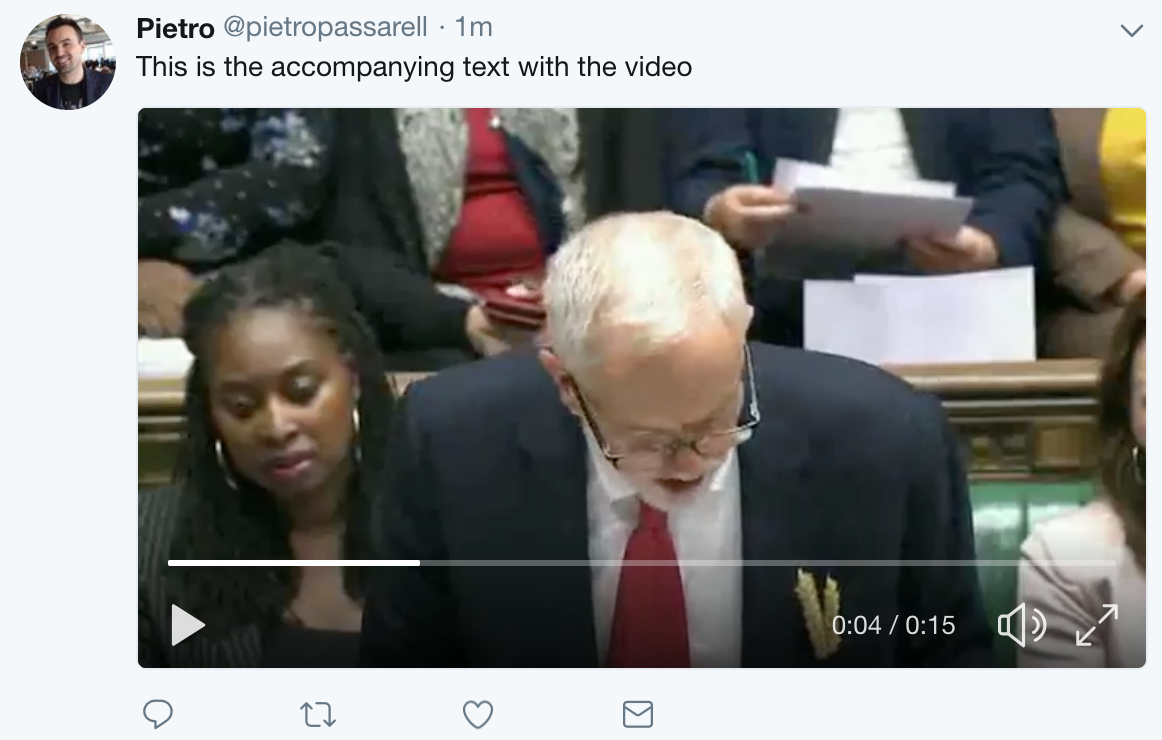 Pietro @pietropassarell · 1m
This is the accompanying text with the video
0:04 / 0:15